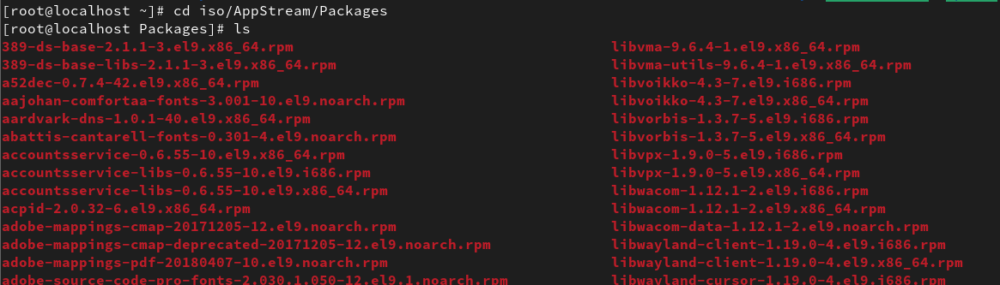 [root@localhost ~]# cd iso/AppStream/Packages
[root@localhost Packages]# ls
389-ds-base-2.1.1-3.el9.x86_64.rpm libvma-9.6.4-1.el9.x86_64.rpm
389-ds-base-libs-2.1.1-3.el9.x86_64.rpm libvma-utils-9.6.4-1.el9.x86_64.rpm
a52dec-0.7.4-42.el9.x86_64.rpm libvoikko-4.3-7.el9.i686.rpm
aajohan-comfortaa-fonts-3.001-10.el9.noarch.rpm libvoikko-4.3-7.el9.x86_64.rpm
aardvark-dns-1.0.1-40.el9.x86_64.rpm libvorbis-1.3.7-5.el9.i686.rpm
abattis-cantarell-fonts-0.301-4.el9.noarch.rpm libvorbis-1.3.7-5.el9.x86_64.rpm
accountsservice-0.6.55-10.el9.x86_64.rpm libvpx-1.9.0-5.el9.i686.rpm
accountsservice-libs-0.6.55-10.el9.i686.rpm libvpx-1.9.0-5.el9.x86_64.rpm
accountsservice-libs-0.6.55-10.el9.x86_64.rpm libwacom-1.12.1-2.el9.i686.rpm
acpid-2.0.32-6.el9.x86_64.rpm libwacom-1.12.1-2.el9.x86_64.rpm
adobe-mappings-cmap-20171205-12.el9.noarch.rpm libwacom-data-1.12.1-2.el9.noarch.rpm
adobe-mappings-cmap-deprecated-20171205-12.el9.noarch.rpm libwayland-client-1.19.0-4.el9.i686.rpm
adobe-mappings-pdf-20180407-10.el9.noarch.rpm libwayland-client-1.19.0-4.el9.x86_64.rpm
adobe-source-code-pro-fonts-2.030.1.050-12.el9.1.noarch.rpm libwayland-cursor-1.19.0-4.el9.i686.rpm